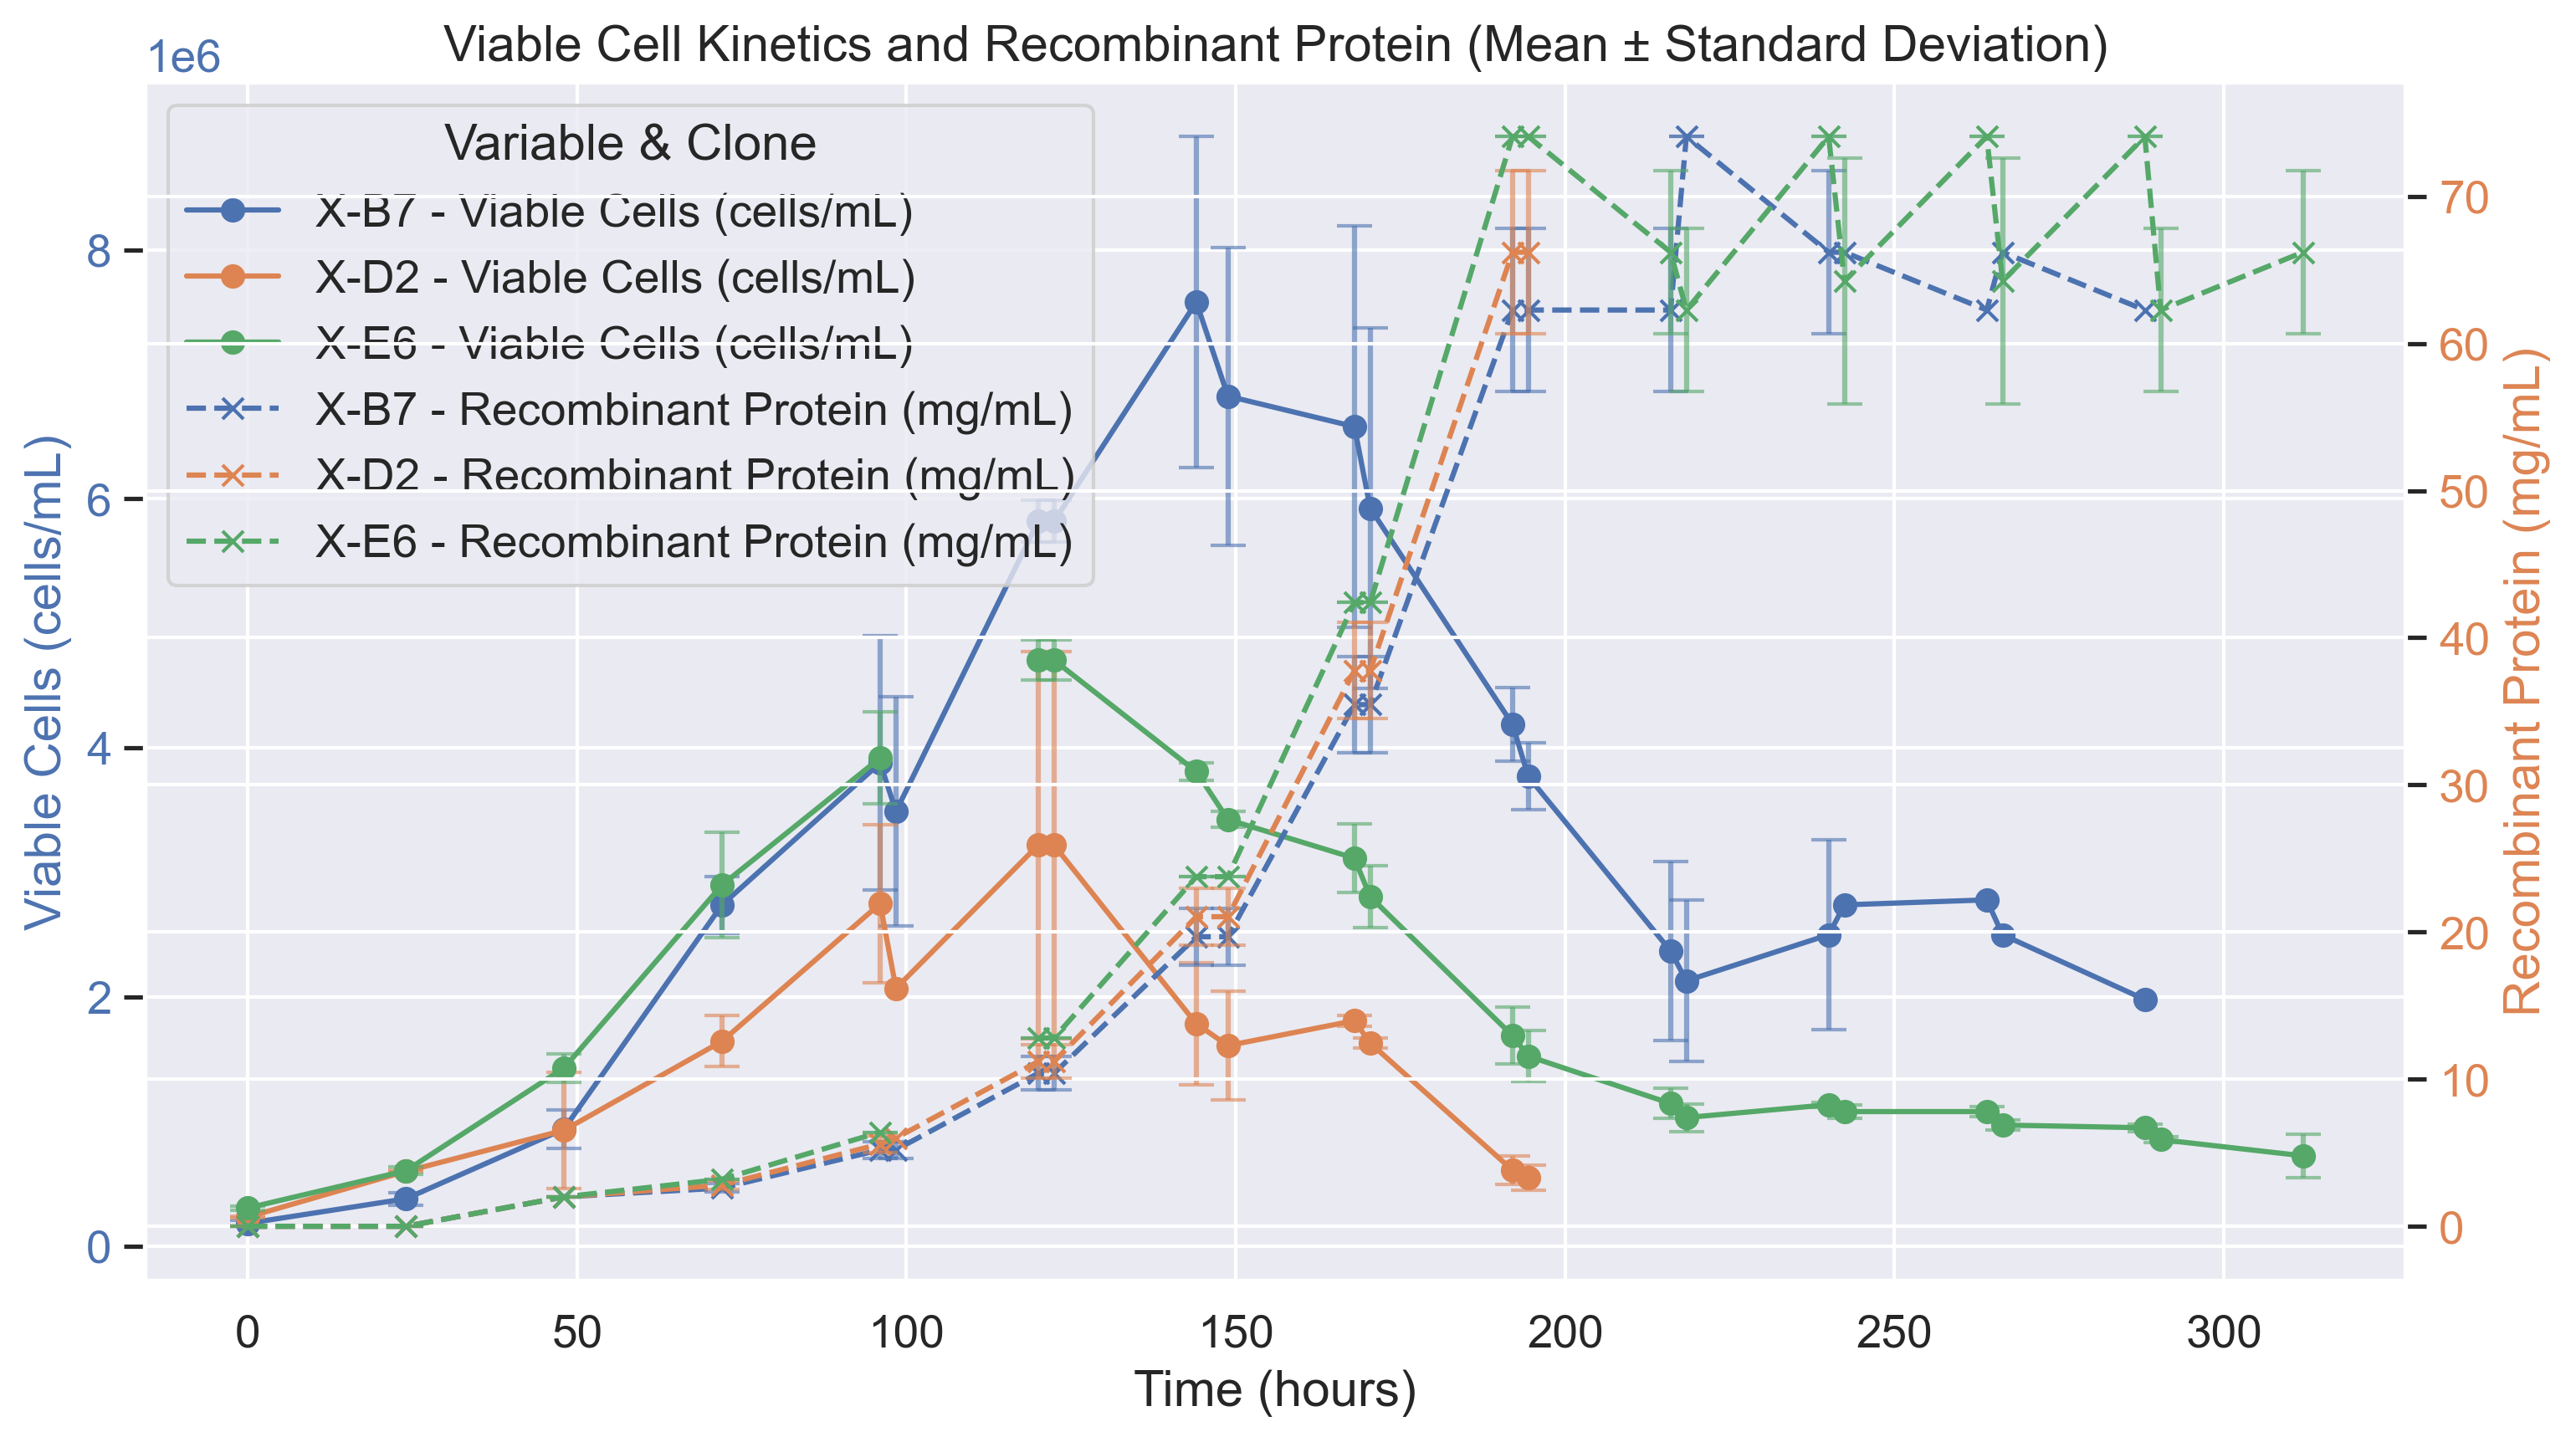 Viable Cell Kinetics and Recombinant Protein (Mean ± Standard Deviation)
1e6
Variable & Clone
X-B7 - Viable Cells (cells/mL)
X-D2 - Viable Cells (cells/mL)
X-E6 - Viable Cells (cells/mL)
X-B7 - Recombinant Protein (mg/mL)
X-D2 - Recombinant Protein (mg/mL)
X-E6 - Recombinant Protein (mg/mL)
Viable Cells (cells/mL)
8
6
4
2
0
Recombinant Protein (mg/mL)
70
60
50
40
30
20
10
0
0 50 100 150 200 250 300
Time (hours)